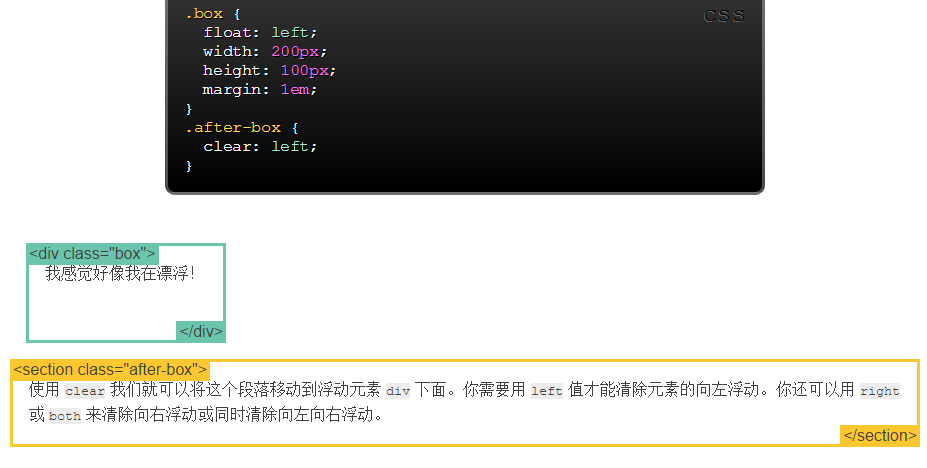 CSS
.box {
  float: left;
  width: 200px;
  height: 100px;
  margin: 1em;
}
.after-box {
  clear: left;
}
<div class="box">
我感觉好像我在漂浮！
</div>
<section class="after-box">
使用 clear 我们就可以将这个段落移动到浮动元素 div 下面。你需要用 left 值才能清除元素的向左浮动。你还可以用 right
或 both 来清除向右浮动或同时清除向左向右浮动。
</section>